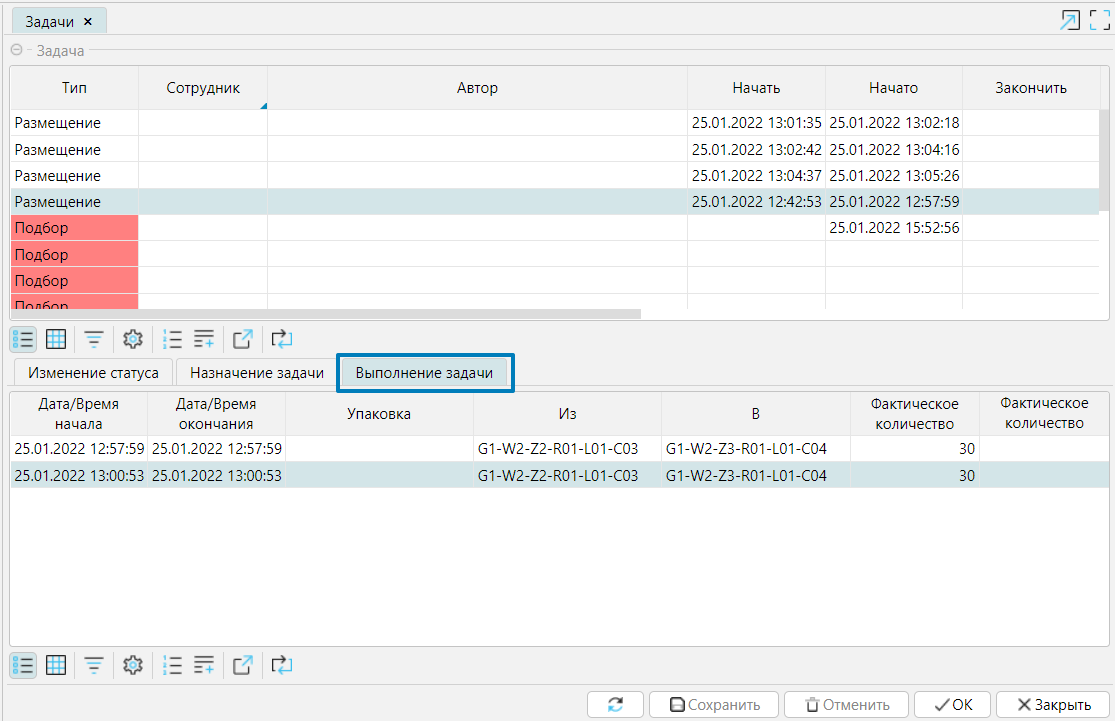 Задачи ×
Задача
Тип Сотрудник Автор Начать Начато Закончить
Размещение 25.01.2022 13:01:35 25.01.2022 13:02:18
Размещение 25.01.2022 13:02:42 25.01.2022 13:04:16
Размещение 25.01.2022 13:04:37 25.01.2022 13:05:26
Размещение 25.01.2022 12:42:53 25.01.2022 12:57:59
Подбор 25.01.2022 15:52:56
Подбор
Подбор
Подбор
Изменение статуса Назначение задачи Выполнение задачи
Дата/Время начала Дата/Время окончания Упаковка Из В Фактическое количество Фактическое количество
25.01.2022 12:57:59 25.01.2022 12:57:59 G1-W2-Z2-R01-L01-C03 G1-W2-Z3-R01-L01-C04 30
25.01.2022 13:00:53 25.01.2022 13:00:53 G1-W2-Z2-R01-L01-C03 G1-W2-Z3-R01-L01-C04 30
Сохранить Отменить OK Закрыть